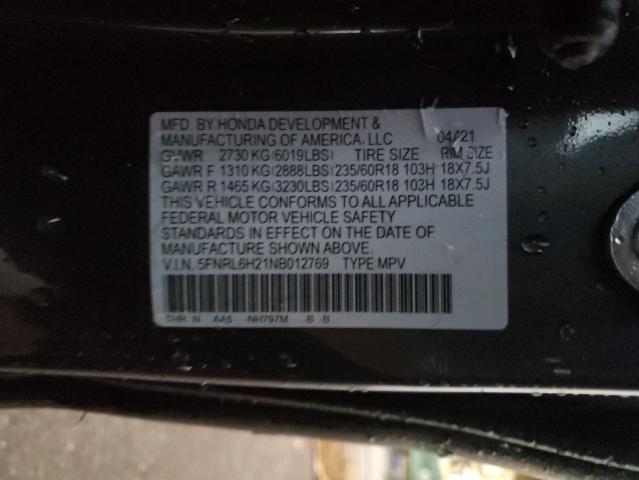 MFD. BY HONDA DEVELOPMENT &
MANUFACTURING OF AMERICA, LLC 04/21
GVWR 2730 KG (6019LBS) TIRE SIZE RIM SIZE
GAWR F 1310 KG (2888LBS) 235/60R18 103H 18X7.5J
GAWR R 1465 KG (3230LBS) 235/60R18 103H 18X7.5J
THIS VEHICLE CONFORMS TO ALL APPLICABLE
FEDERAL MOTOR VEHICLE SAFETY
STANDARDS IN EFFECT ON THE DATE OF
MANUFACTURE SHOWN ABOVE.
V.I.N. 5FNRL6H21NB012769 TYPE:MPV
THR N AA5 -NH797M -B -B